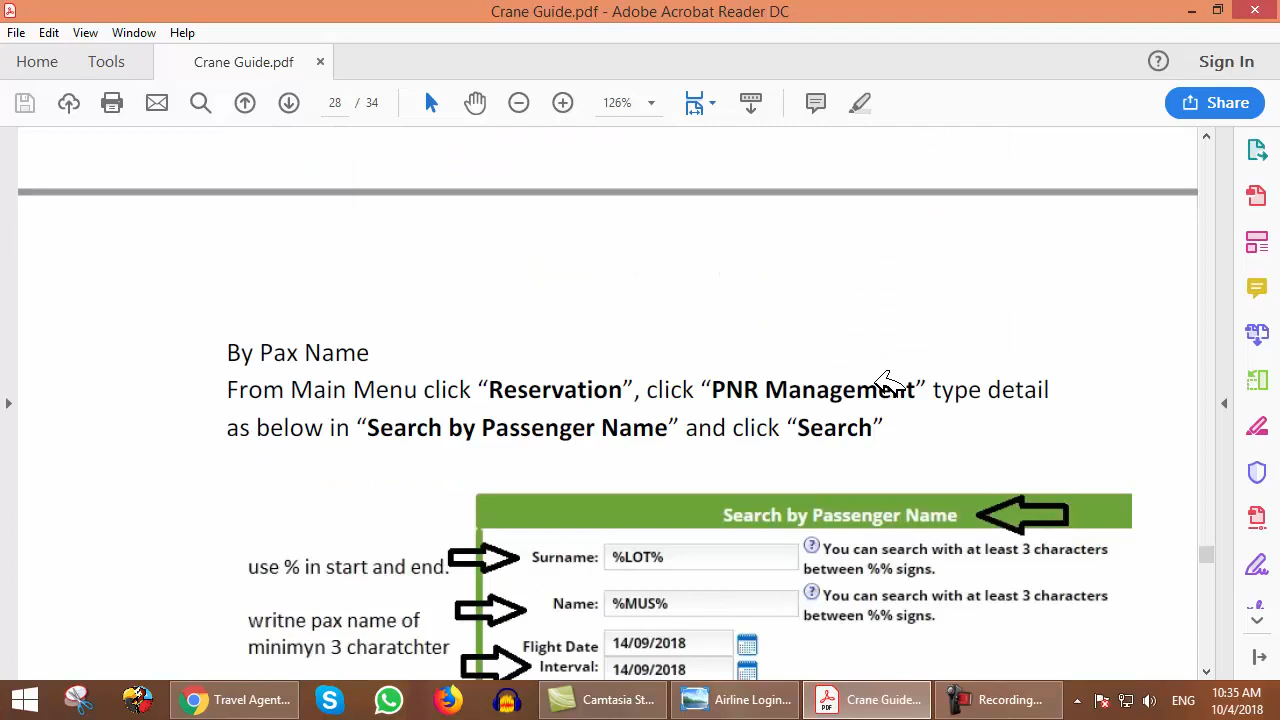 Crane Guide.pdf - Adobe Acrobat Reader DC
File Edit View Window Help
Home Tools Crane Guide.pdf × Sign In
28 / 34 126% Share
By Pax Name
From Main Menu click “Reservation”, click “PNR Management” type detail
as below in “Search by Passenger Name” and click “Search”
Search by Passenger Name
use % in start and end.
Surname: %LOT% You can search with at least 3 characters
between %% signs.
writne pax name of
minimyn 3 charatchter
Name: %MUS% You can search with at least 3 characters
between %% signs.
Flight Date 14/09/2018
Interval: 14/09/2018
Travel Agent... Camtasia St... Airline Login... Crane Guide... Recording... ENG 10:35 AM
10/4/2018